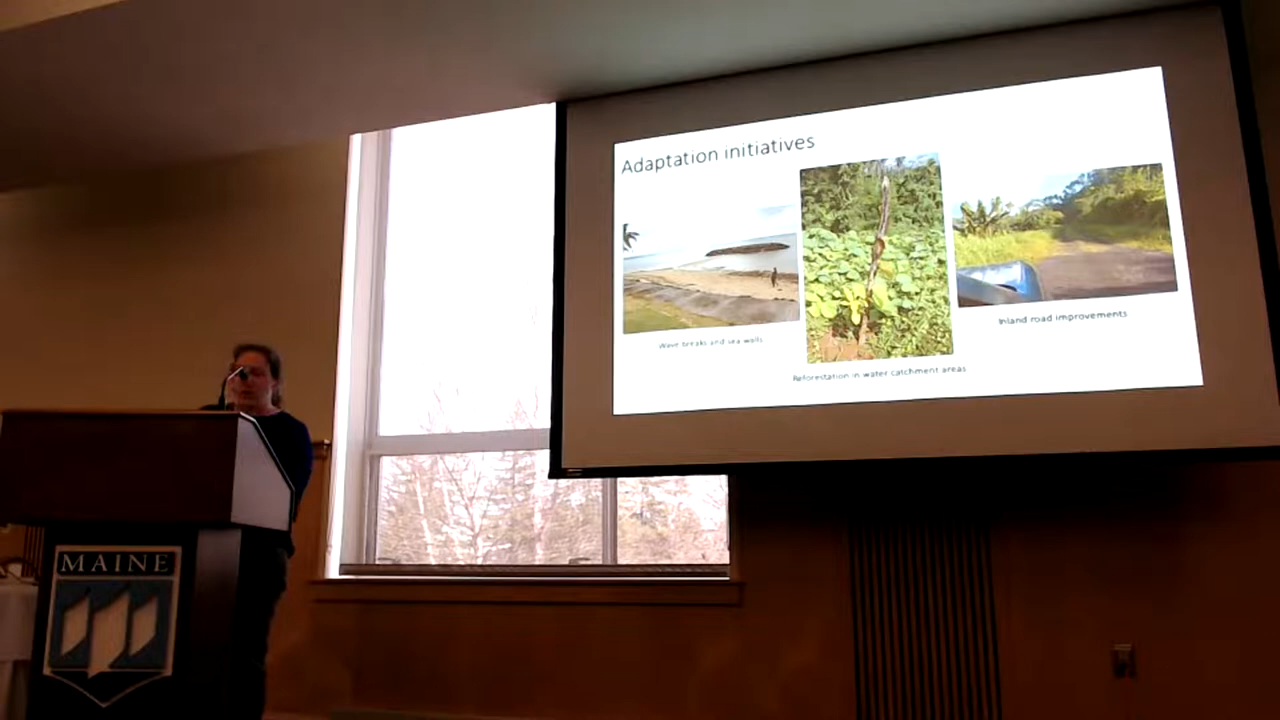 Adaptation initiatives
Wave breaks and sea walls
Reforestation in water catchment areas
Inland road improvements
MAINE